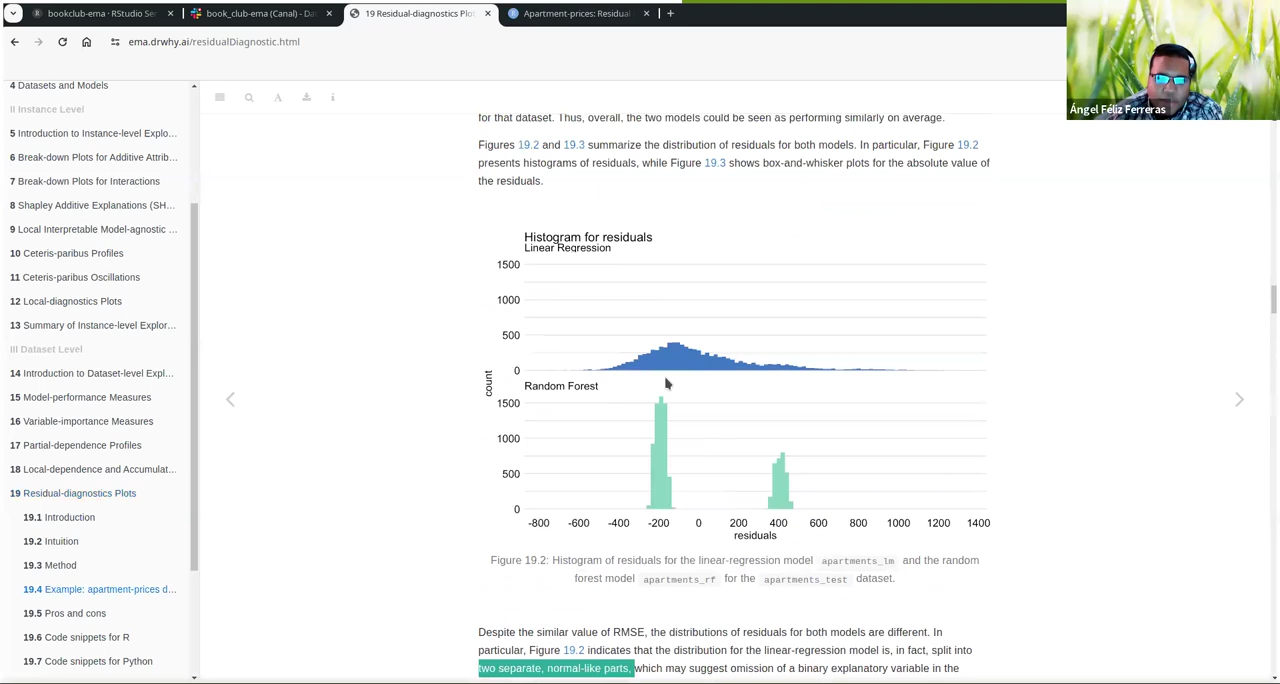 bookclub-ema · RStudio Ser
book_club-ema (Canal) - Da
19 Residual-diagnostics Plo
Apartment-prices: Residual
ema.drwhy.ai/residualDiagnostic.html
Ángel Féliz Ferreras
4 Datasets and Models
II Instance Level
5 Introduction to Instance-level Explo...
6 Break-down Plots for Additive Attrib...
7 Break-down Plots for Interactions
8 Shapley Additive Explanations (SH...
9 Local Interpretable Model-agnostic ...
10 Ceteris-paribus Profiles
11 Ceteris-paribus Oscillations
12 Local-diagnostics Plots
13 Summary of Instance-level Explor...
III Dataset Level
14 Introduction to Dataset-level Expl...
15 Model-performance Measures
16 Variable-importance Measures
17 Partial-dependence Profiles
18 Local-dependence and Accumulat...
19 Residual-diagnostics Plots
19.1 Introduction
19.2 Intuition
19.3 Method
19.4 Example: apartment-prices d...
19.5 Pros and cons
19.6 Code snippets for R
19.7 Code snippets for Python
for that dataset. Thus, overall, the two models could be seen as performing similarly on average.
Figures 19.2 and 19.3 summarize the distribution of residuals for both models. In particular, Figure 19.2
presents histograms of residuals, while Figure 19.3 shows box-and-whisker plots for the absolute value of
the residuals.
Histogram for residuals
Linear Regression
1500
1000
500
0
count
Random Forest
1500
1000
500
0
-800 -600 -400 -200 0 200 400 600 800 1000 1200 1400
residuals
Figure 19.2: Histogram of residuals for the linear-regression model apartments_lm and the random
forest model apartments_rf for the apartments_test dataset.
Despite the similar value of RMSE, the distributions of residuals for both models are different. In
particular, Figure 19.2 indicates that the distribution for the linear-regression model is, in fact, split into
two separate, normal-like parts, which may suggest omission of a binary explanatory variable in the